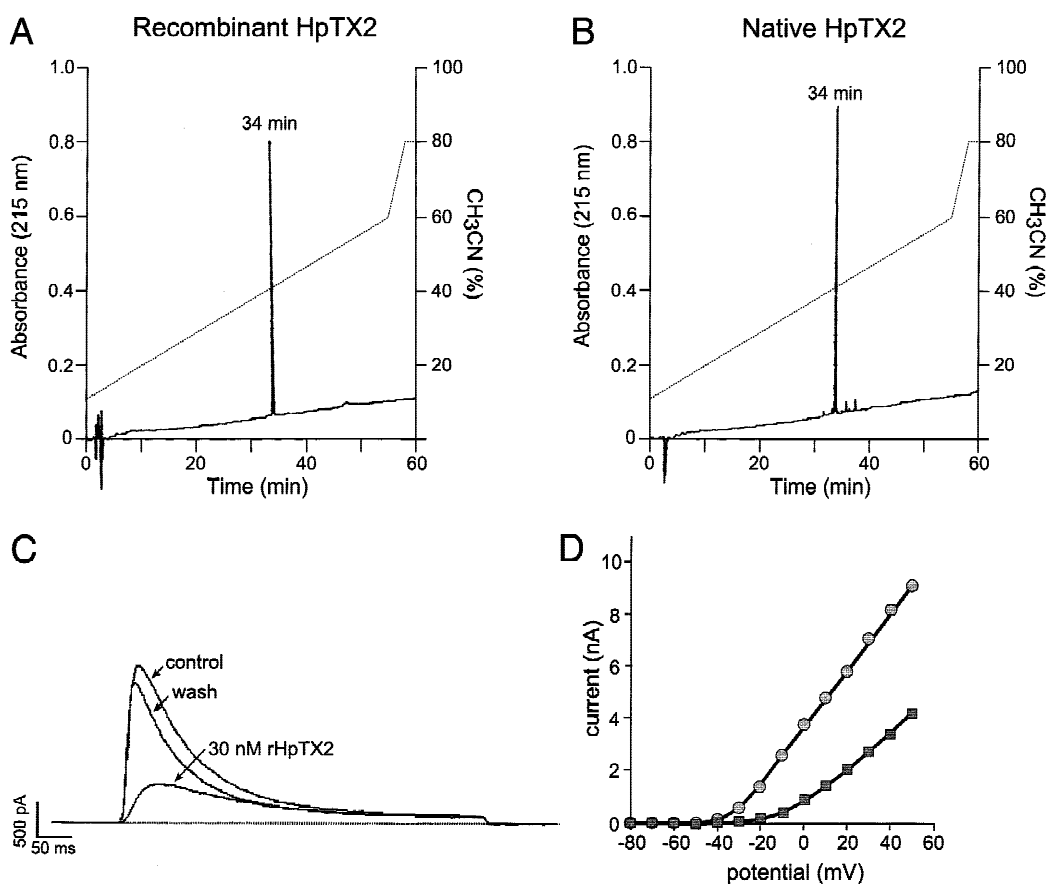 A
Recombinant HpTX2
B
Native HpTX2
1.0
0.8
0.6
0.4
0.2
0
Absorbance (215 nm)
34 min
100
80
60
40
20
CH3CN (%)
0
20
40
60
Time (min)
1.0
0.8
0.6
0.4
0.2
0
Absorbance (215 nm)
34 min
100
80
60
40
20
CH3CN (%)
0
20
40
60
Time (min)
C
control
wash
30 nM rHpTX2
500 pA
50 ms
D
10
8
6
4
2
0
current (nA)
-80
-60
-40
-20
0
20
40
60
potential (mV)